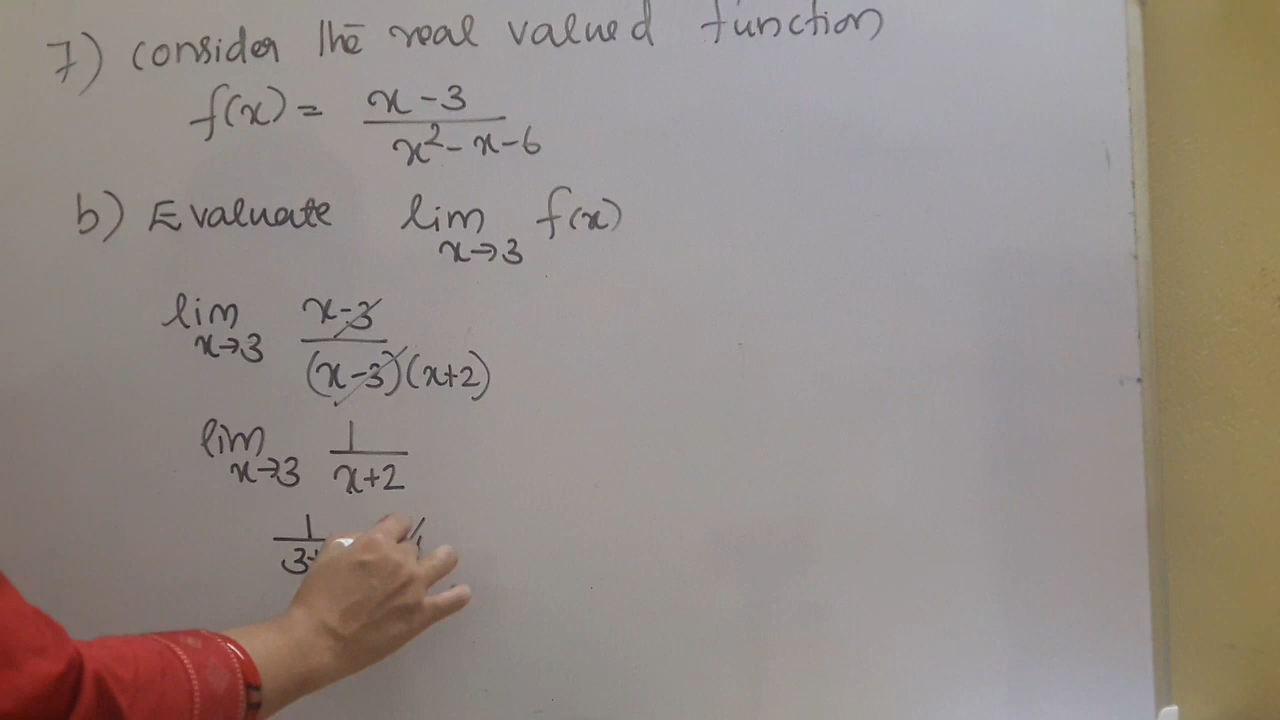 7) consider the real valued function
f(x) = x-3 / x²-x-6
b) Evaluate lim x→3 f(x)
lim x→3 x-3 / (x-3)(x+2)
lim x→3 1 / x+2
1 / 3+